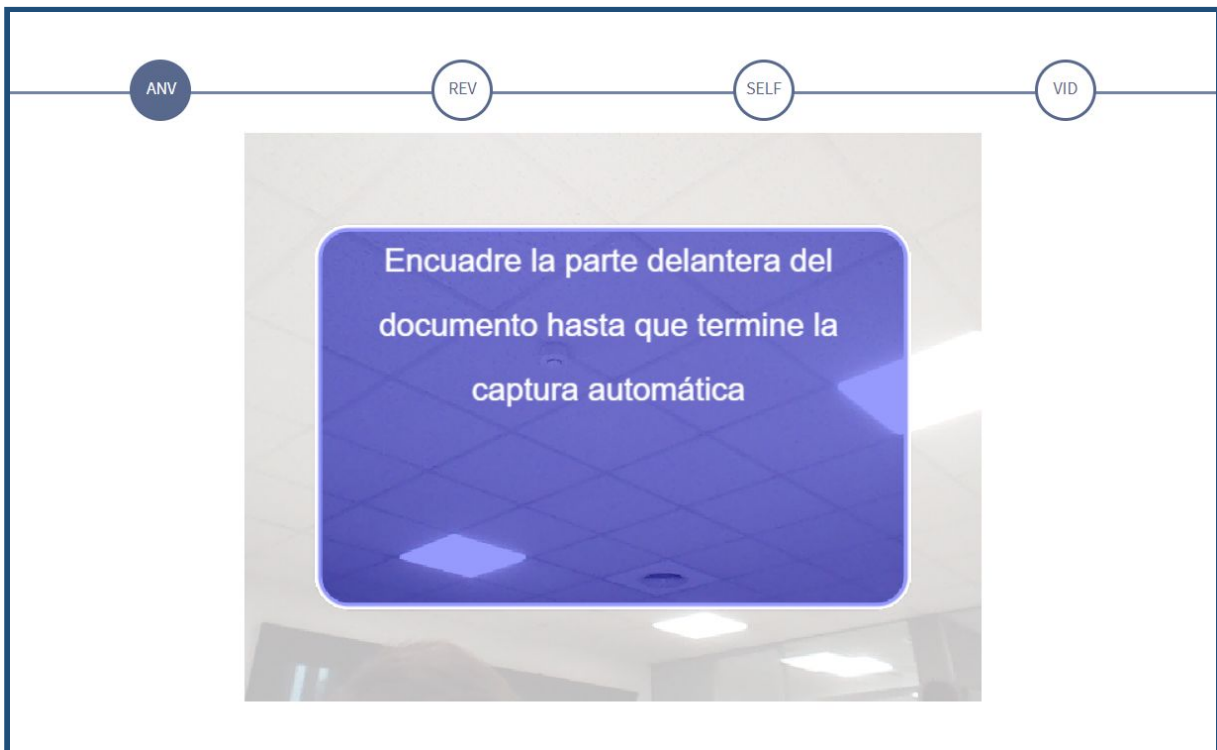 ANV
REV
SELF
VID
Encuadre la parte delantera del
documento hasta que termine la
captura automática